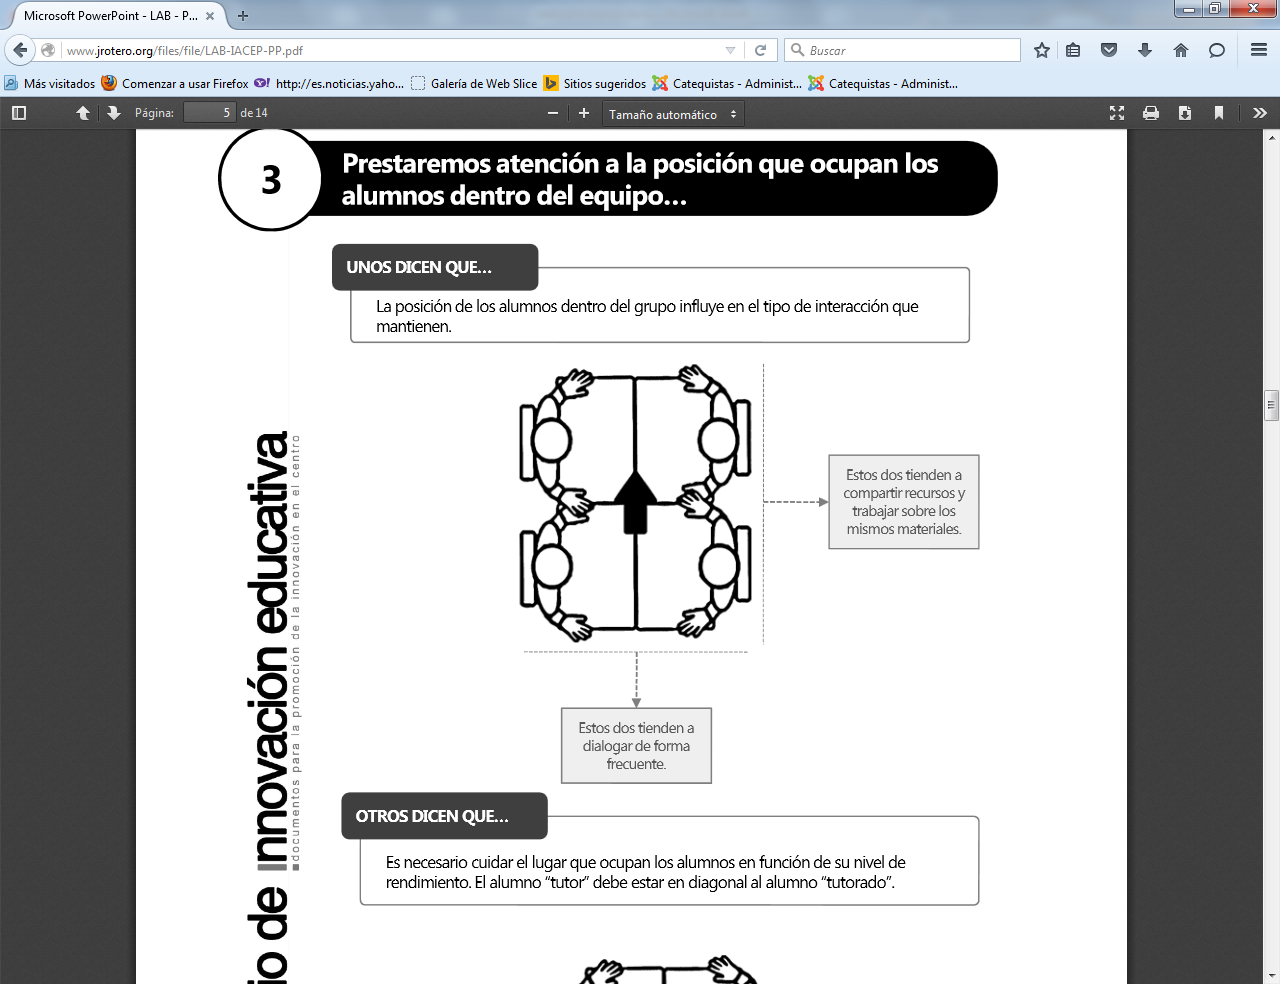 Microsoft PowerPoint - LAB - P...
www.jrotero.org/files/file/LAB-IACEP-PP.pdf
Buscar
Más visitados
Comenzar a usar Firefox
http://es.noticias.yaho...
Galería de Web Slice
Sitios sugeridos
Catequistas - Administ...
Catequistas - Administ...
Página:
5
de 14
Tamaño automático
3
Prestaremos atención a la posición que ocupan los
alumnos dentro del equipo...
UNOS DICEN QUE...
La posición de los alumnos dentro del grupo influye en el tipo de interacción que
mantienen.
Estos dos tienden a
compartir recursos y
trabajar sobre los
mismos materiales.
Estos dos tienden a
dialogar de forma
frecuente.
OTROS DICEN QUE...
Es necesario cuidar el lugar que ocupan los alumnos en función de su nivel de
rendimiento. El alumno “tutor” debe estar en diagonal al alumno “tutorado”.
io de innovación educativa
documentos para la promoción de la innovación en el centro